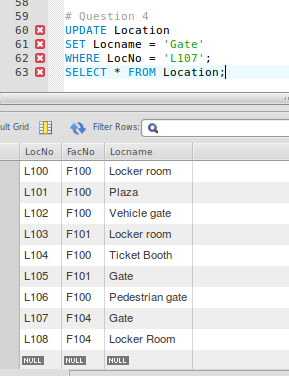 58
59 # Question 4
60 UPDATE Location
61 SET Locname = 'Gate'
62 WHERE LocNo = 'L107';
63 SELECT * FROM Location;
ult Grid Filter Rows:
LocNo FacNo Locname
L100 F100 Locker room
L101 F100 Plaza
L102 F100 Vehicle gate
L103 F101 Locker room
L104 F100 Ticket Booth
L105 F101 Gate
L106 F100 Pedestrian gate
L107 F104 Gate
L108 F104 Locker Room
NULL NULL NULL